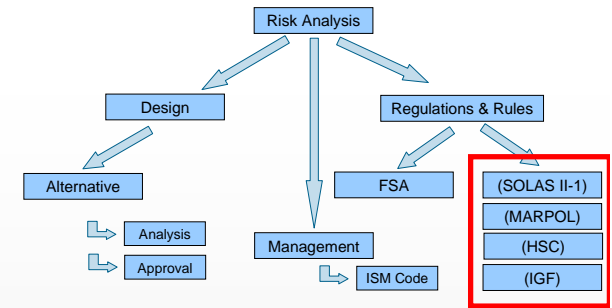 Risk Analysis
Design
Regulations & Rules
Alternative
FSA
(SOLAS II-1)
(MARPOL)
Analysis
Management
(HSC)
Approval
ISM Code
(IGF)